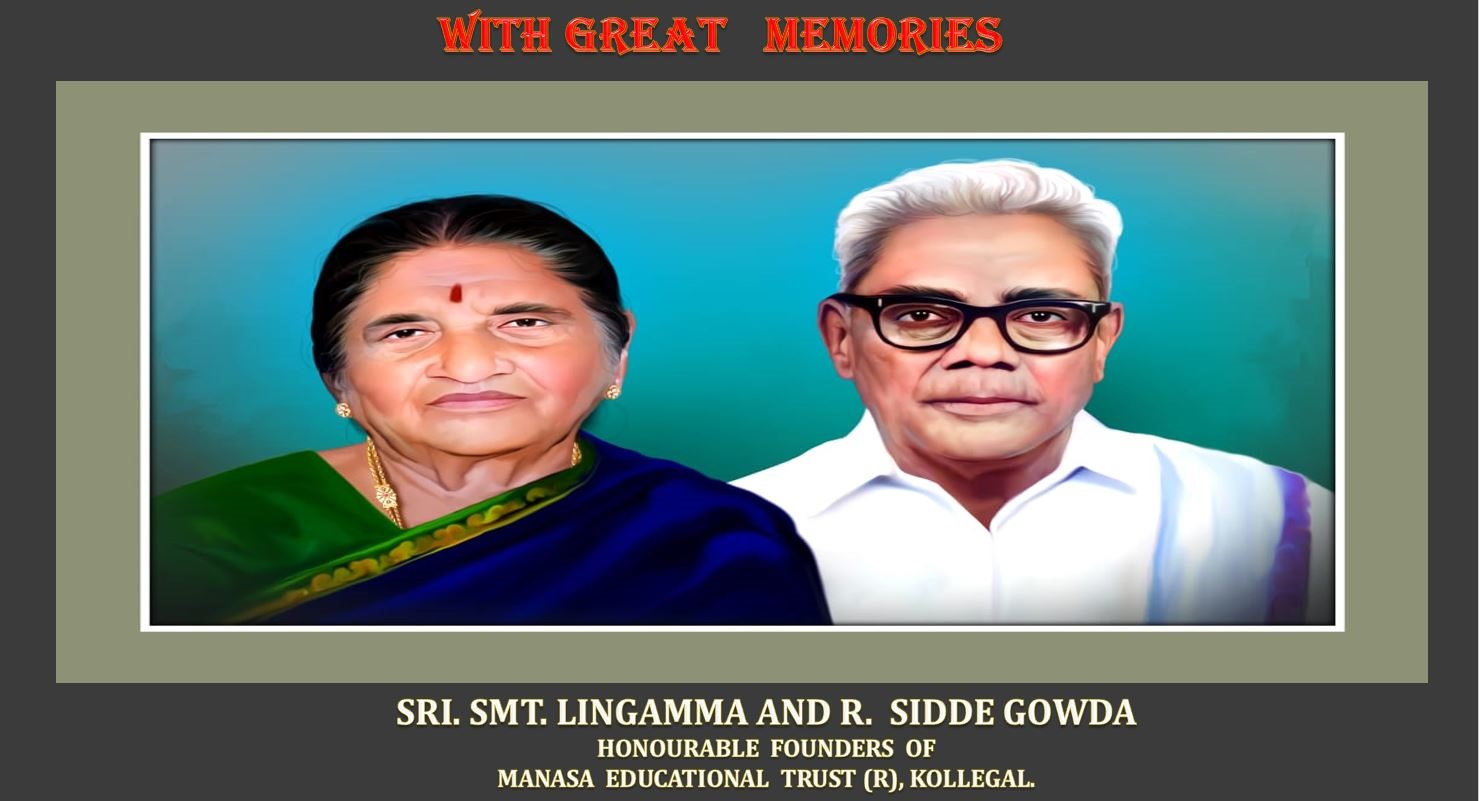 WITH GREAT MEMORIES
SRI. SMT. LINGAMMA AND R. SIDDE GOWDA
HONOURABLE FOUNDERS OF
MANASA EDUCATIONAL TRUST (R), KOLLEGAL.